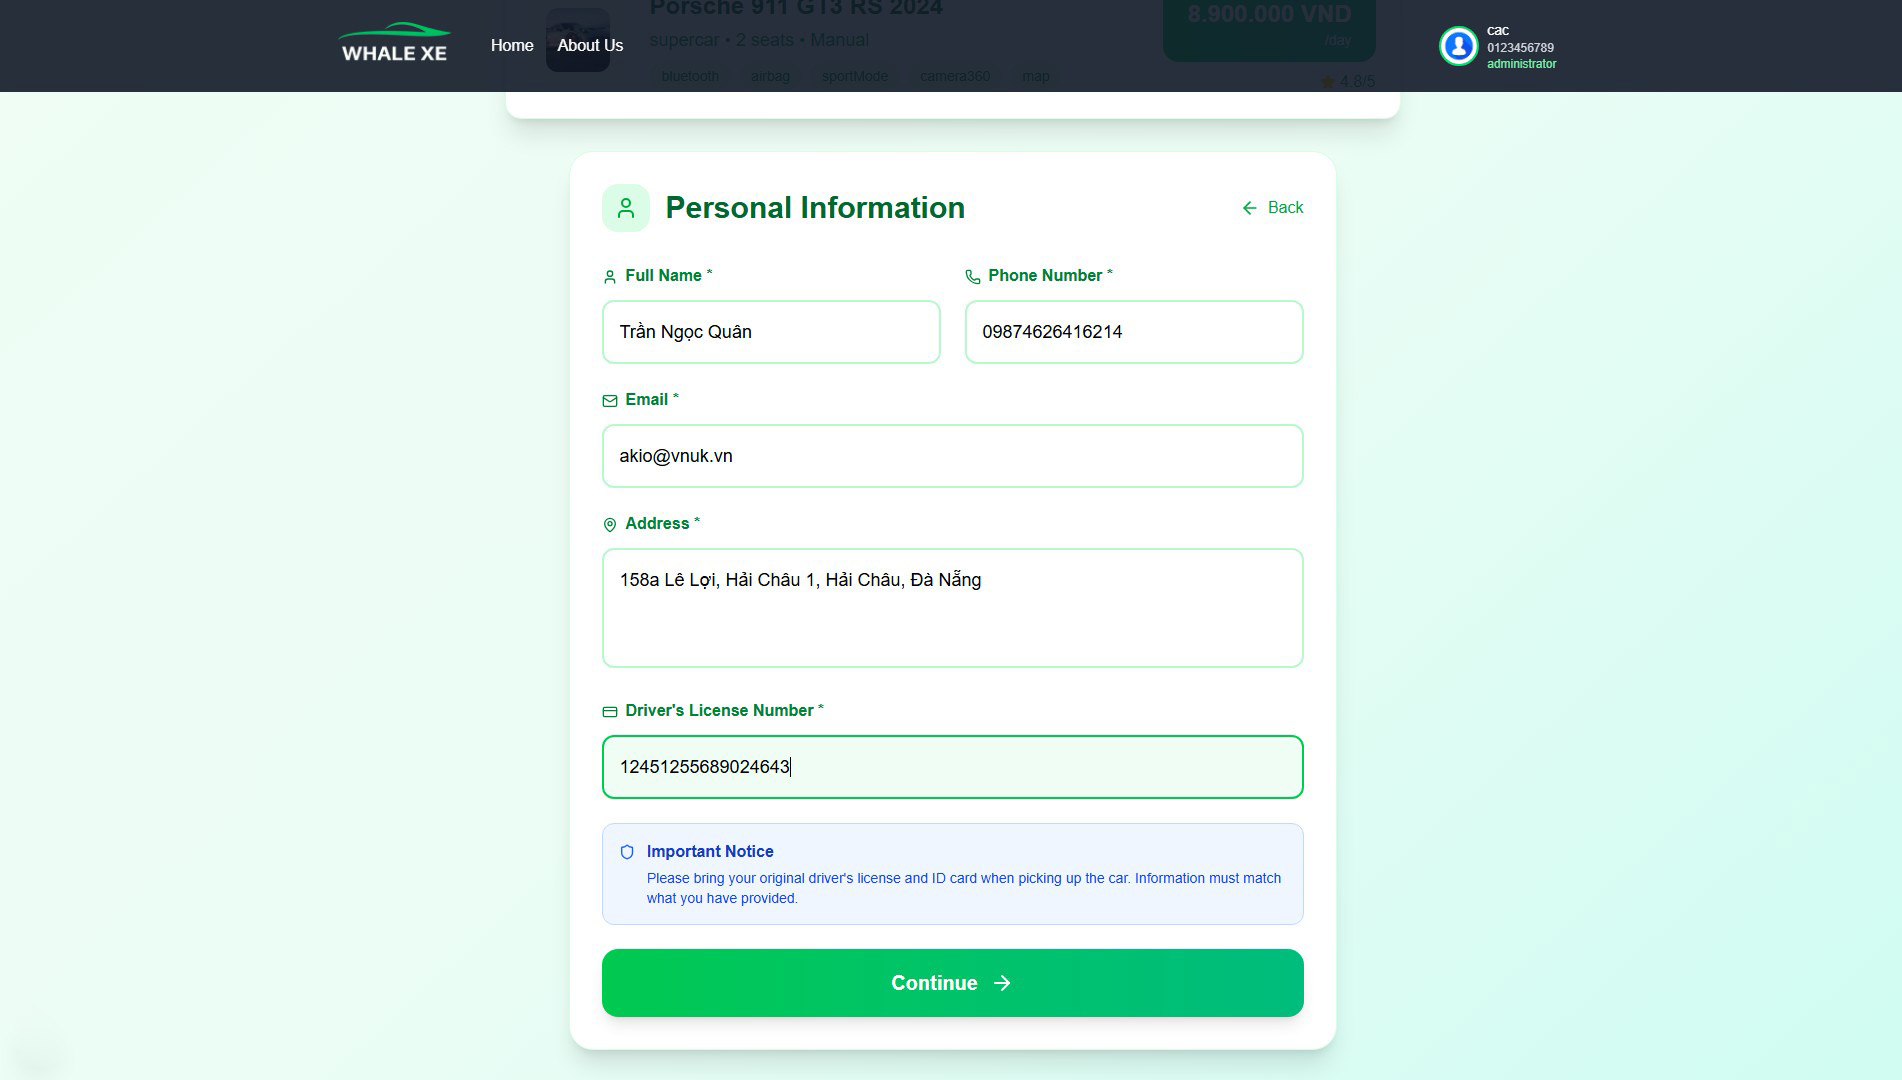 Porsche 911 GT3 RS 2024
8.900.000 VND
WHALE XE
Home
About Us
supercar • 2 seats • Manual
/day
cac
0123456789
administrator
bluetooth
airbag
sportMode
camera360
map
4.8/5
Personal Information
Back
Full Name *
Phone Number *
Trần Ngọc Quân
09874626416214
Email *
akio@vnuk.vn
Address *
158a Lê Lợi, Hải Châu 1, Hải Châu, Đà Nẵng
Driver's License Number *
12451255689024643
Important Notice
Please bring your original driver's license and ID card when picking up the car. Information must match
what you have provided.
Continue